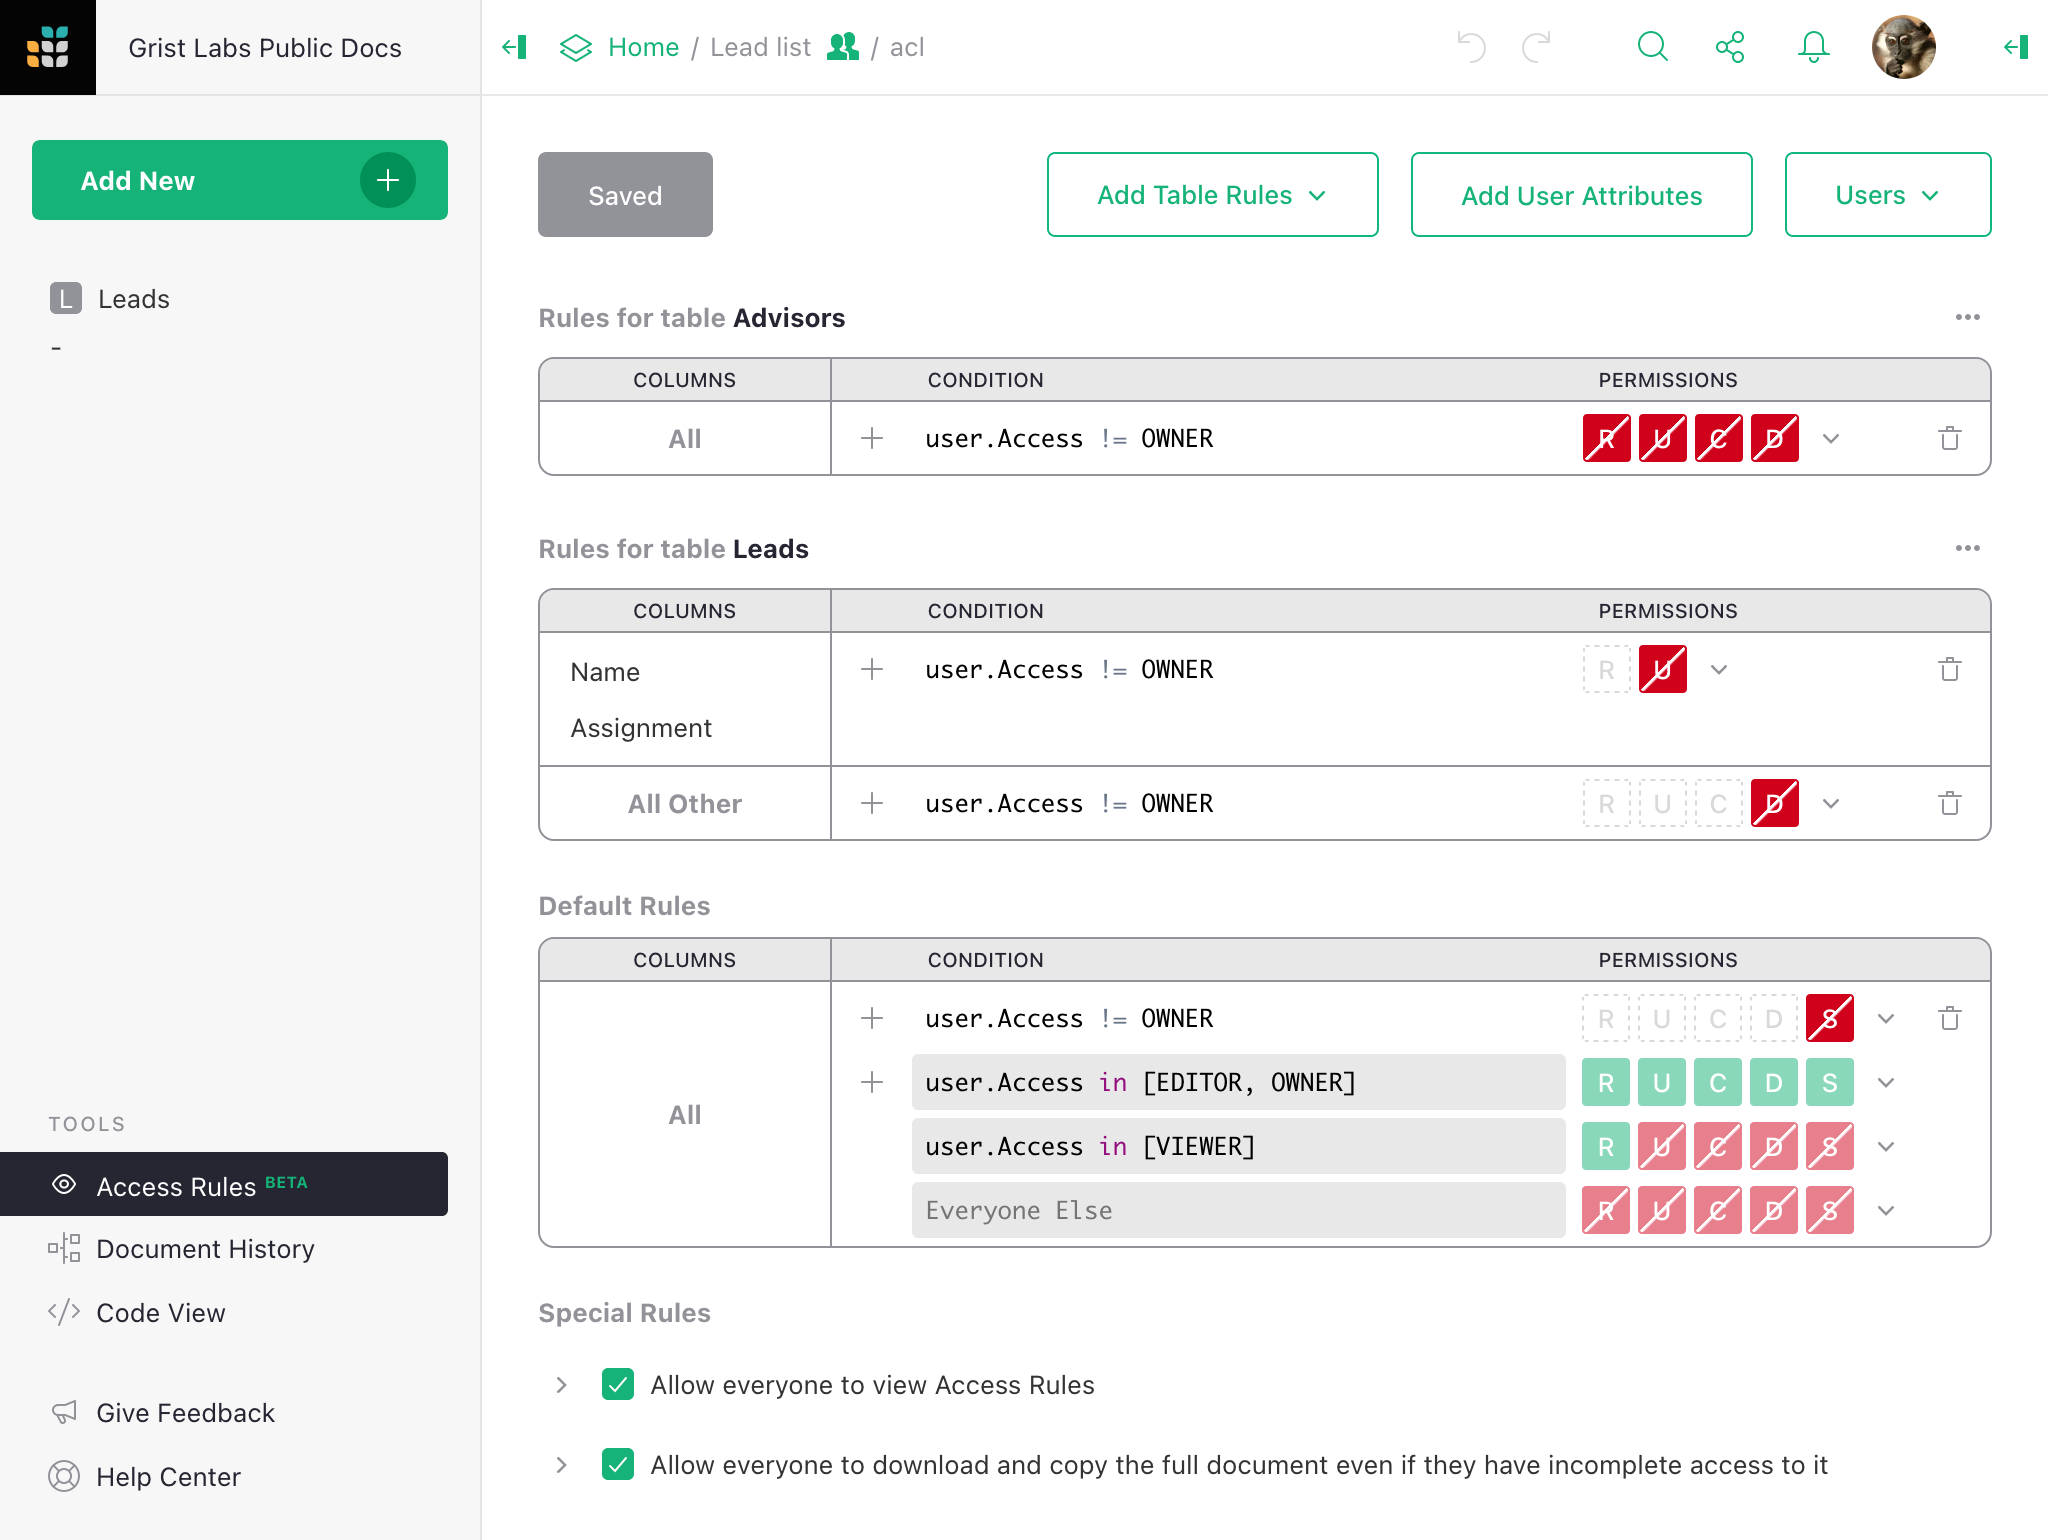 Grist Labs Public Docs
Home / Lead list / acl
Add New
Saved
Add Table Rules
Add User Attributes
Users
L Leads
-
Rules for table Advisors
COLUMNS CONDITION PERMISSIONS
All user.Access != OWNER R U C D
Rules for table Leads
COLUMNS CONDITION PERMISSIONS
Name user.Access != OWNER R U
Assignment
All Other user.Access != OWNER R U C D
Default Rules
COLUMNS CONDITION PERMISSIONS
user.Access != OWNER R U C D S
user.Access in [EDITOR, OWNER] R U C D S
All
user.Access in [VIEWER] R U C D S
Everyone Else R U C D S
Special Rules
Allow everyone to view Access Rules
Allow everyone to download and copy the full document even if they have incomplete access to it
TOOLS
Access Rules BETA
Document History
Code View
Give Feedback
Help Center